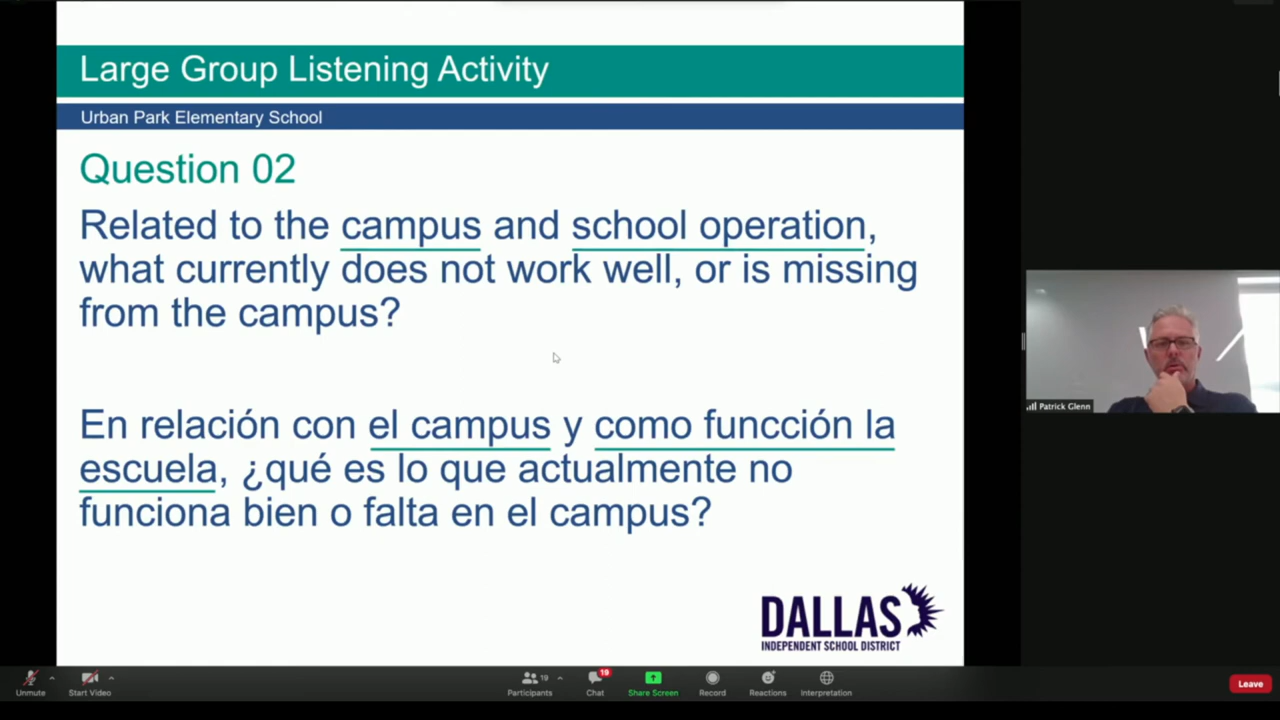 Large Group Listening Activity
Urban Park Elementary School
Question 02
Related to the campus and school operation,
what currently does not work well, or is missing
from the campus?
En relación con el campus y como funcción la
escuela, ¿qué es lo que actualmente no
funciona bien o falta en el campus?
DALLAS
INDEPENDENT SCHOOL DISTRICT
Patrick Glenn
Unmute
Start Video
Participants
19
Chat
19
Share Screen
Record
Reactions
Interpretation
Leave